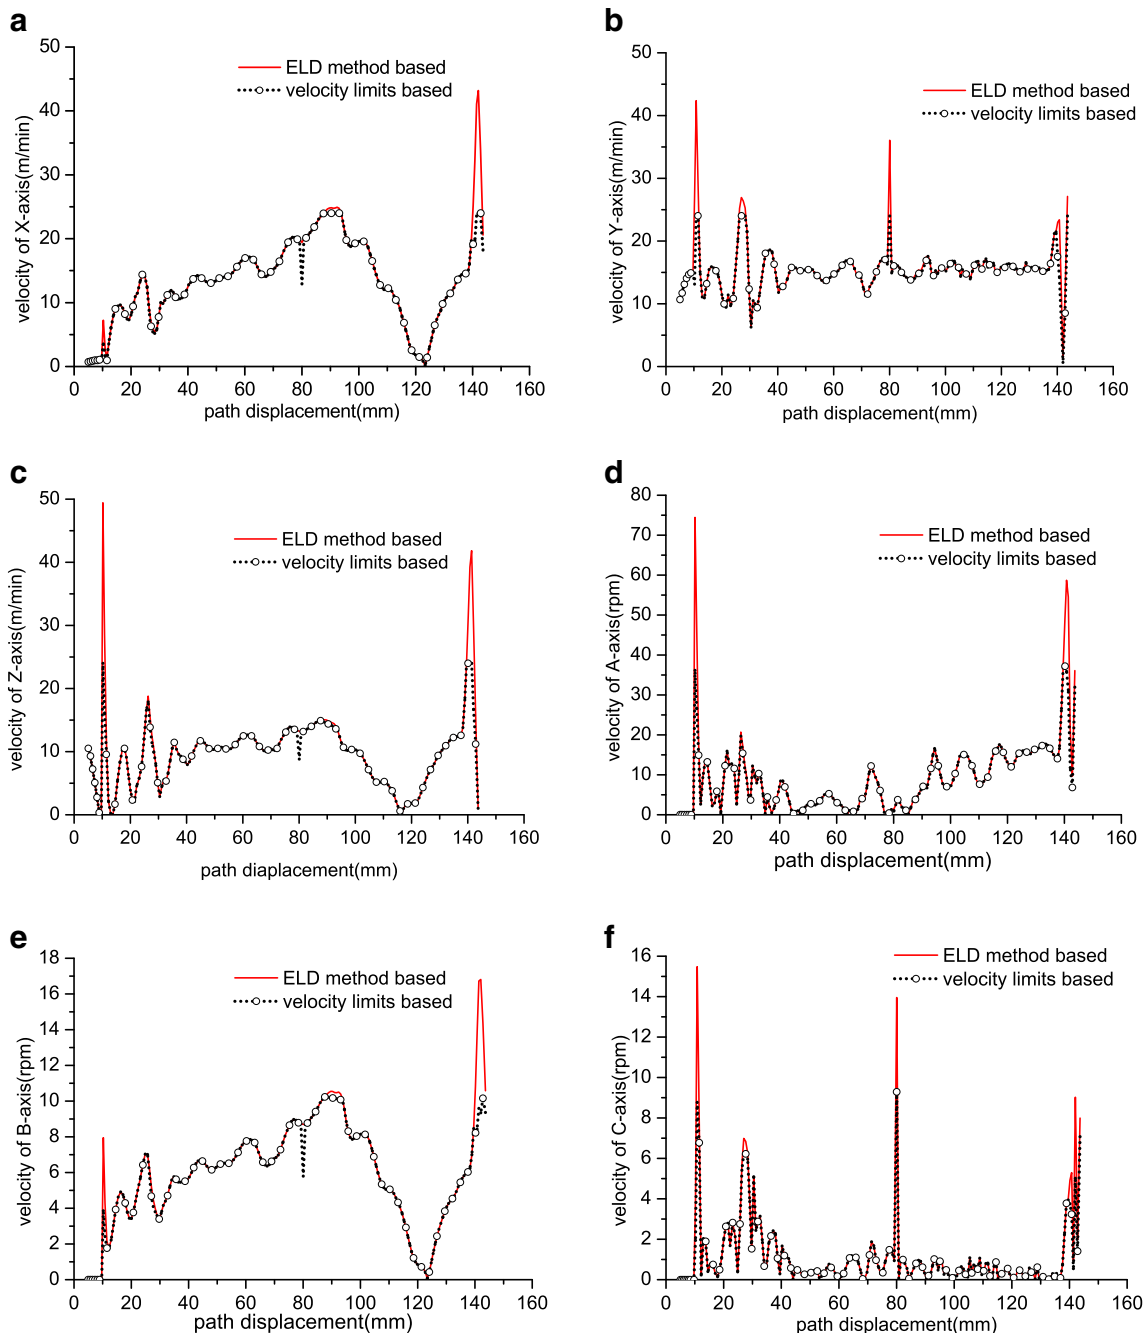 a
50
40
30
20
10
0
velocity of X-axis(m/min)
ELD method based
velocity limits based
0 20 40 60 80 100 120 140 160
path displacement(mm)
b
50
40
30
20
10
0
velocity of Y-axis(m/min)
ELD method based
velocity limits based
0 20 40 60 80 100 120 140 160
path displacement(mm)
c
50
40
30
20
10
0
velocity of Z-axis(m/min)
ELD method based
velocity limits based
0 20 40 60 80 100 120 140 160
path diaplacement(mm)
d
80
70
60
50
40
30
20
10
0
velocity of A-axis(rpm)
ELD method based
velocity limits based
0 20 40 60 80 100 120 140 160
path displacement(mm)
e
18
16
14
12
10
8
6
4
2
0
velocity of B-axis(rpm)
ELD method based
velocity limits based
0 20 40 60 80 100 120 140 160
path displacement(mm)
f
16
14
12
10
8
6
4
2
0
velocity of C-axis(rpm)
ELD method based
velocity limits based
0 20 40 60 80 100 120 140 160
path displacement(mm)